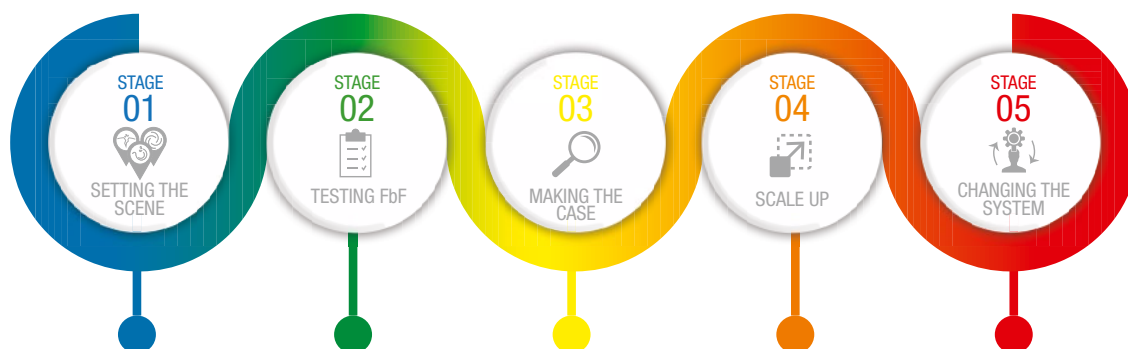 STAGE
01
SETTING THE
SCENE
STAGE
02
TESTING FbF
STAGE
03
MAKING THE
CASE
STAGE
04
SCALE UP
STAGE
05
CHANGING THE
SYSTEM